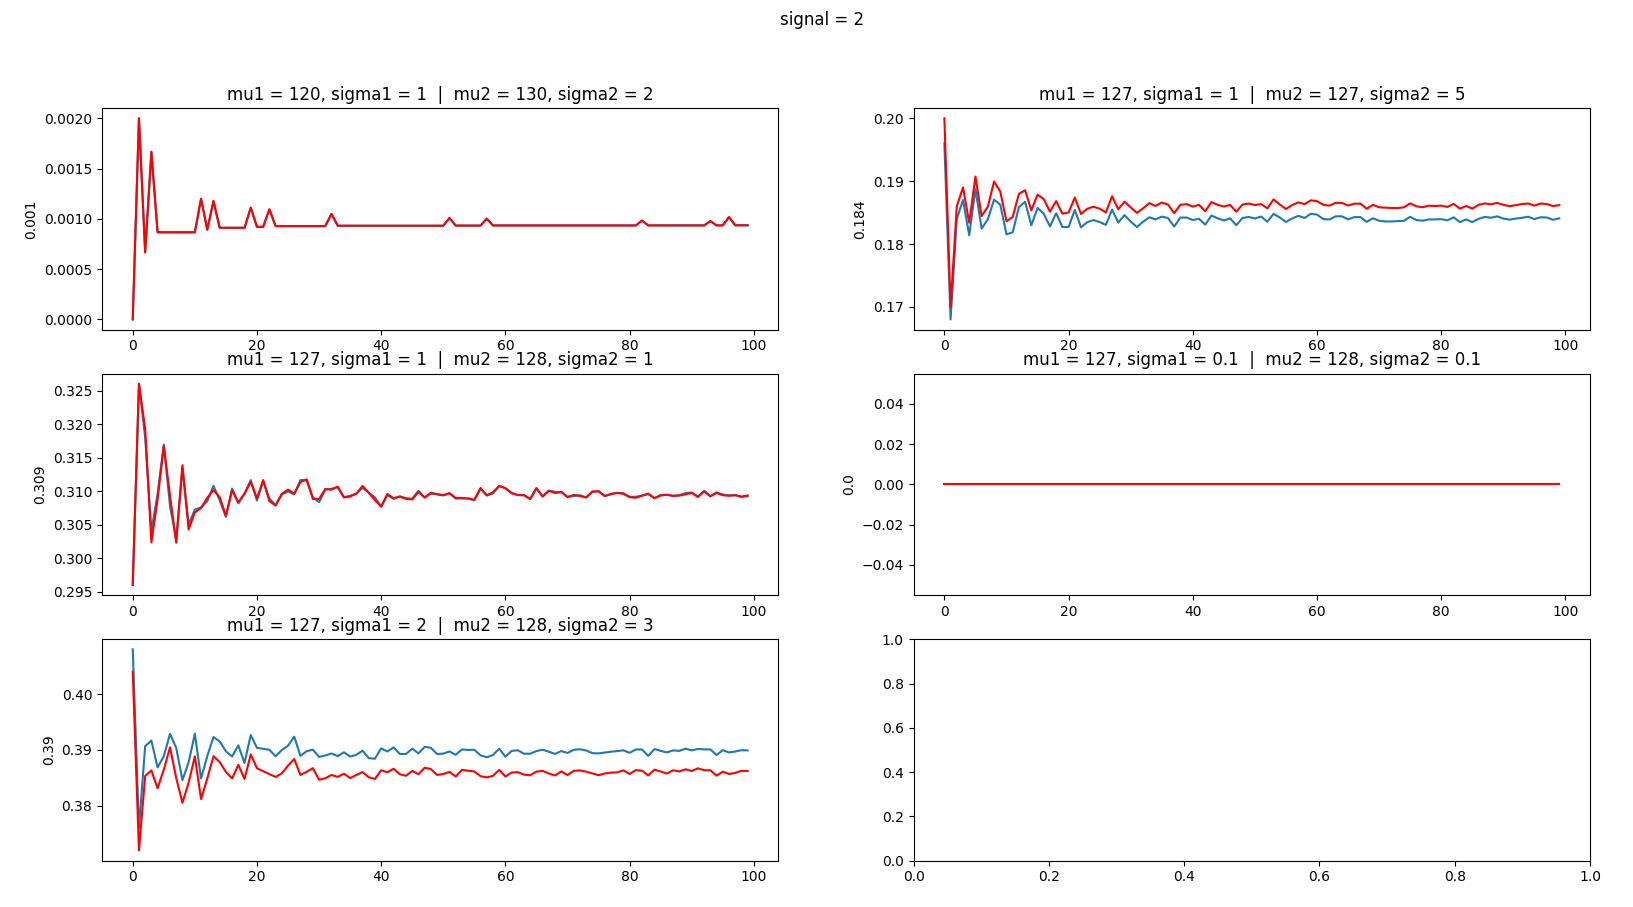 signal = 2
mu1 = 120, sigma1 = 1 | mu2 = 130, sigma2 = 2
0.0020
0.0015
0.0010
0.0005
0.0000
0.001
0 20 40 60 80 100
mu1 = 127, sigma1 = 1 | mu2 = 127, sigma2 = 5
0.20
0.19
0.18
0.17
0.184
0 20 40 60 80 100
mu1 = 127, sigma1 = 1 | mu2 = 128, sigma2 = 1
0.325
0.320
0.315
0.310
0.305
0.300
0.295
0.309
0 20 40 60 80 100
mu1 = 127, sigma1 = 0.1 | mu2 = 128, sigma2 = 0.1
0.04
0.02
0.00
−0.02
−0.04
0.0
0 20 40 60 80 100
mu1 = 127, sigma1 = 2 | mu2 = 128, sigma2 = 3
0.40
0.39
0.38
0.39
0 20 40 60 80 100
1.0
0.8
0.6
0.4
0.2
0.0
0.0 0.2 0.4 0.6 0.8 1.0